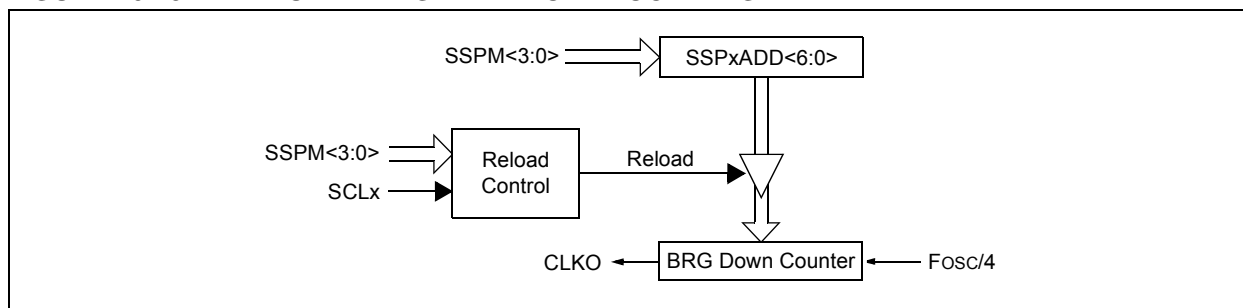 SSPM<3:0>
SSPxADD<6:0>
SSPM<3:0>
SCLx
Reload
Control
Reload
CLKO
BRG Down Counter
FOSC/4